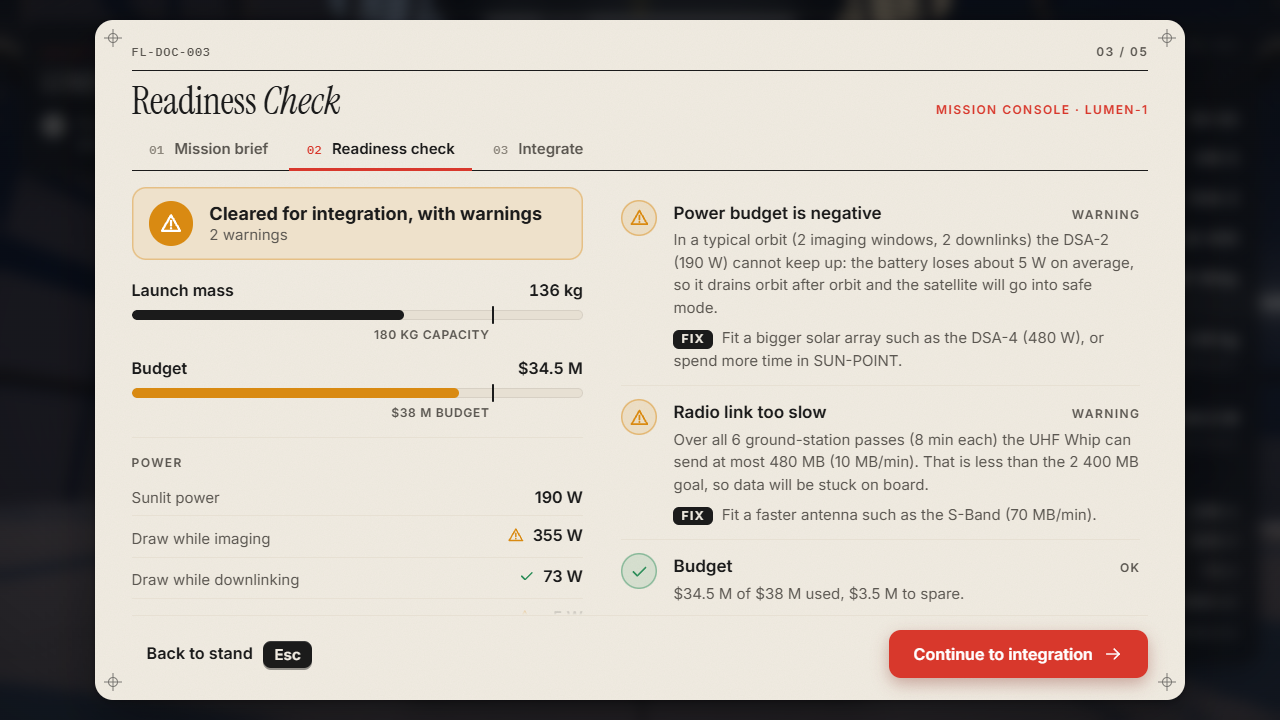 FL-DOC-003
03 / 05
Readiness Check
MISSION CONSOLE · LUMEN-1
01 Mission brief
02 Readiness check
03 Integrate
Cleared for integration, with warnings
2 warnings
Launch mass 136 kg
180 KG CAPACITY
Budget $34.5 M
$38 M BUDGET
POWER
Sunlit power 190 W
Draw while imaging 355 W
Draw while downlinking 73 W
Power budget is negative WARNING
In a typical orbit (2 imaging windows, 2 downlinks) the DSA-2
(190 W) cannot keep up: the battery loses about 5 W on average,
so it drains orbit after orbit and the satellite will go into safe
mode.
FIX Fit a bigger solar array such as the DSA-4 (480 W), or
spend more time in SUN-POINT.
Radio link too slow WARNING
Over all 6 ground-station passes (8 min each) the UHF Whip can
send at most 480 MB (10 MB/min). That is less than the 2 400 MB
goal, so data will be stuck on board.
FIX Fit a faster antenna such as the S-Band (70 MB/min).
Budget OK
$34.5 M of $38 M used, $3.5 M to spare.
Back to stand Esc
Continue to integration →